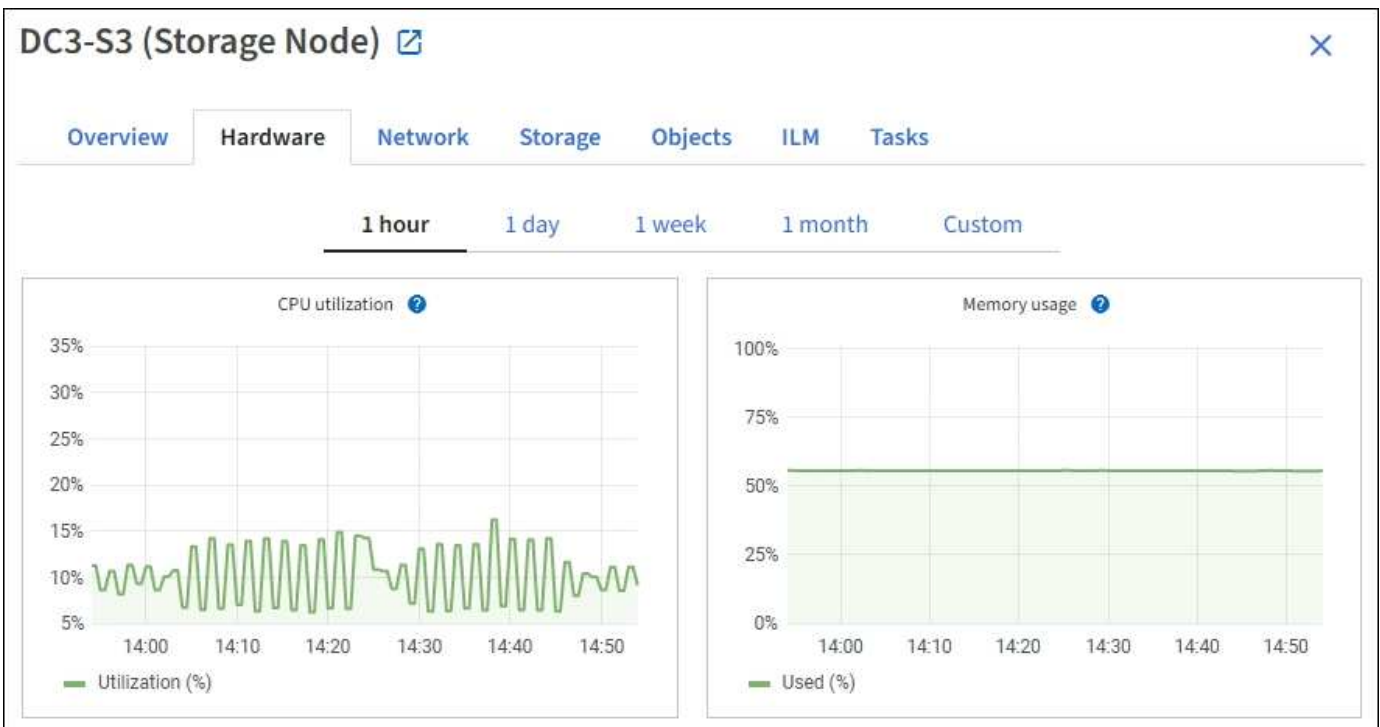 DC3-S3 (Storage Node)
Overview Hardware Network Storage Objects ILM Tasks
1 hour 1 day 1 week 1 month Custom
CPU utilization ?
35%
30%
25%
20%
15%
10%
5%
14:00 14:10 14:20 14:30 14:40 14:50
Utilization (%)
Memory usage ?
100%
75%
50%
25%
0%
14:00 14:10 14:20 14:30 14:40 14:50
Used (%)